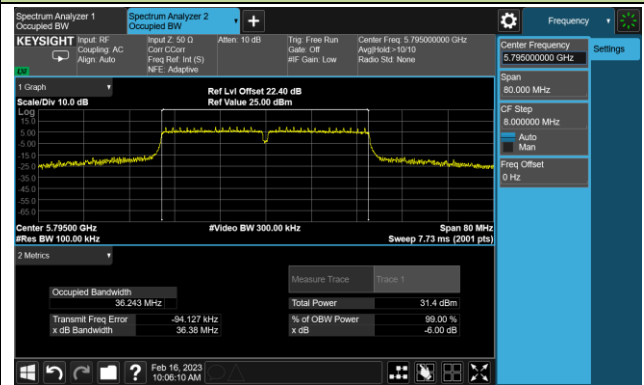 Spectrum Analyzer 1
Occupied BW
Spectrum Analyzer 2
Occupied BW
Frequency
KEYSIGHT
Input: RF
Coupling: AC
Align: Auto
Input Z: 50 Ω
Corr CCorr
Freq Ref: Int (S)
NFE: Adaptive
Atten: 10 dB
Trig: Free Run
Gate: Off
#IF Gain: Low
Center Freq: 5.795000000 GHz
Avg|Hold:>10/10
Radio Std: None
Center Frequency
5.795000000 GHz
Settings
Span
80.000 MHz
CF Step
8.000000 MHz
Auto
Man
Freq Offset
0 Hz
1 Graph
Scale/Div 10.0 dB
Ref Lvl Offset 22.40 dB
Ref Value 25.00 dBm
Log
15.0
5.00
-5.00
-15.0
-25.0
-35.0
-45.0
-55.0
-65.0
Center 5.79500 GHz
#Res BW 100.00 kHz
#Video BW 300.00 kHz
Span 80 MHz
Sweep 7.73 ms (2001 pts)
2 Metrics
Measure Trace
Trace 1
Occupied Bandwidth
36.243 MHz
Total Power
31.4 dBm
Transmit Freq Error
-94.127 kHz
% of OBW Power
99.00 %
x dB Bandwidth
36.38 MHz
x dB
-6.00 dB
?
Feb 16, 2023
10:06:10 AM